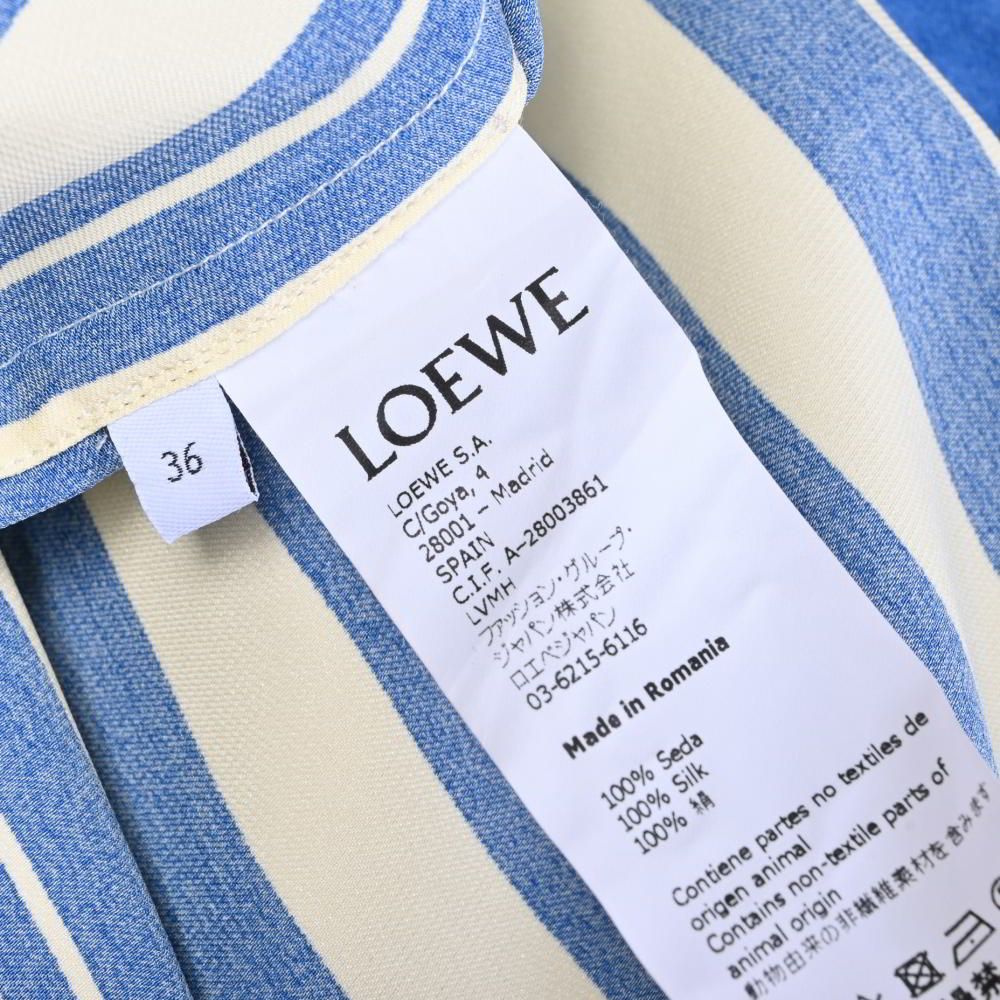 36
LOEWE
LOEWE S.A.
C/Goya, 4
28001 - Madrid
SPAIN
C.I.F. A-28003861
LVMH
ファッション・グループ・
ジャパン株式会社
ロエベジャパン
03-6215-6116
Made in Romania
100% Seda
100% Silk
100% 絹
Contiene partes no textiles de
origen animal
Contains non-textile parts of
animal origin
動物由来の非繊維素材を含みます